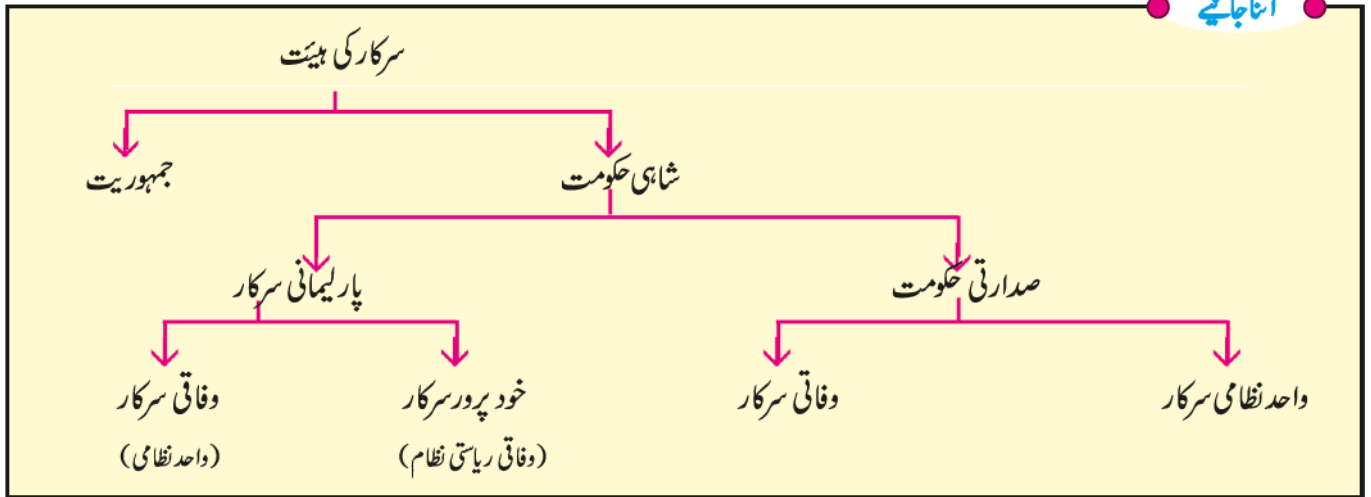 اتنا جانیے
سرکار کی ہیئت
شاہی حکومت جمہوریت
صدارتی حکومت پارلیمانی سرکار
واحد نظامی سرکار وفاتی سرکار خود پرور سرکار وفاقی سرکار
(وفاقی ریاستی نظام) (واحد نظامی)